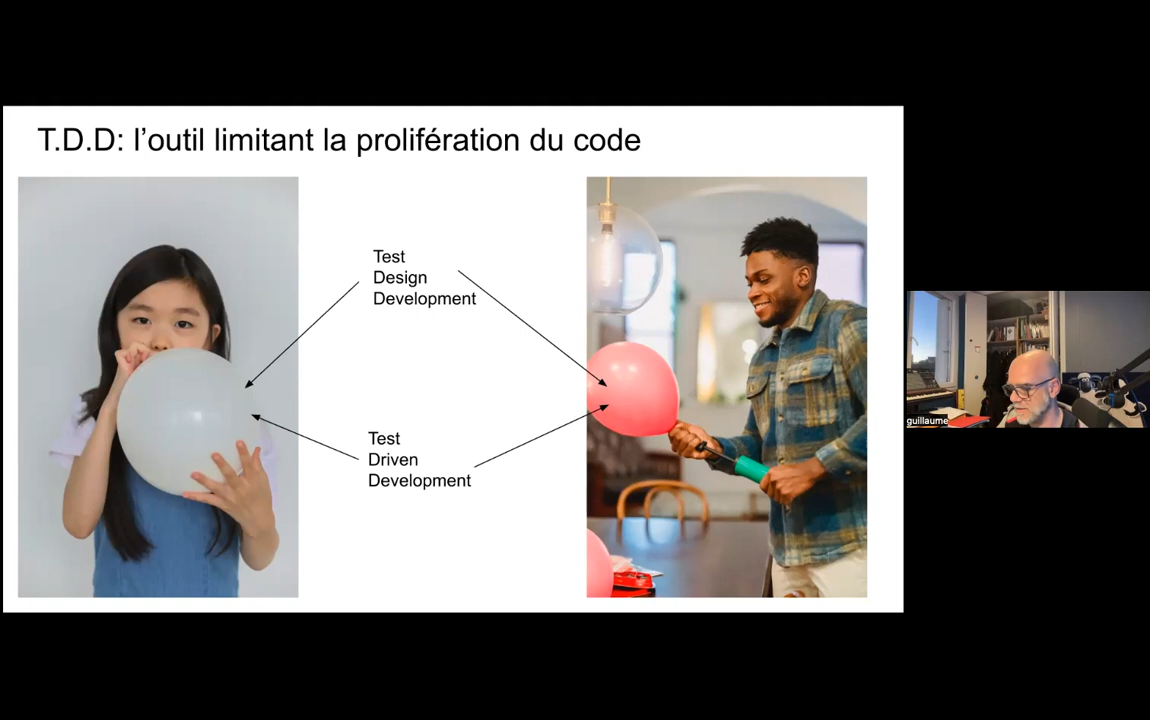 T.D.D: l’outil limitant la prolifération du code
Test
Design
Development
Test
Driven
Development
guillaume